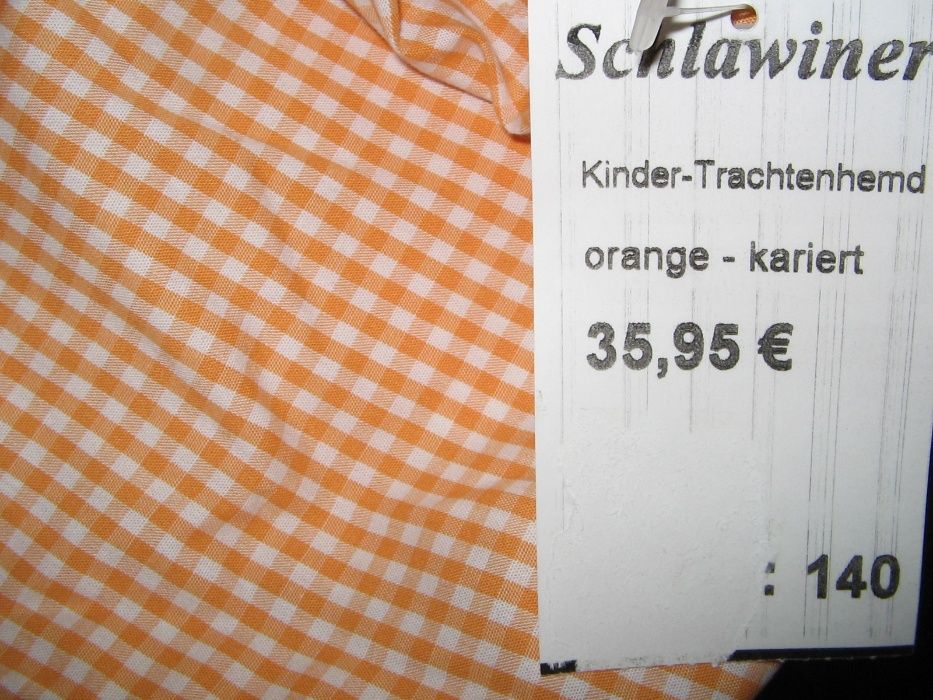 Schlawiner
Kinder-Trachtenhemd
orange - kariert
35,95 €
: 140